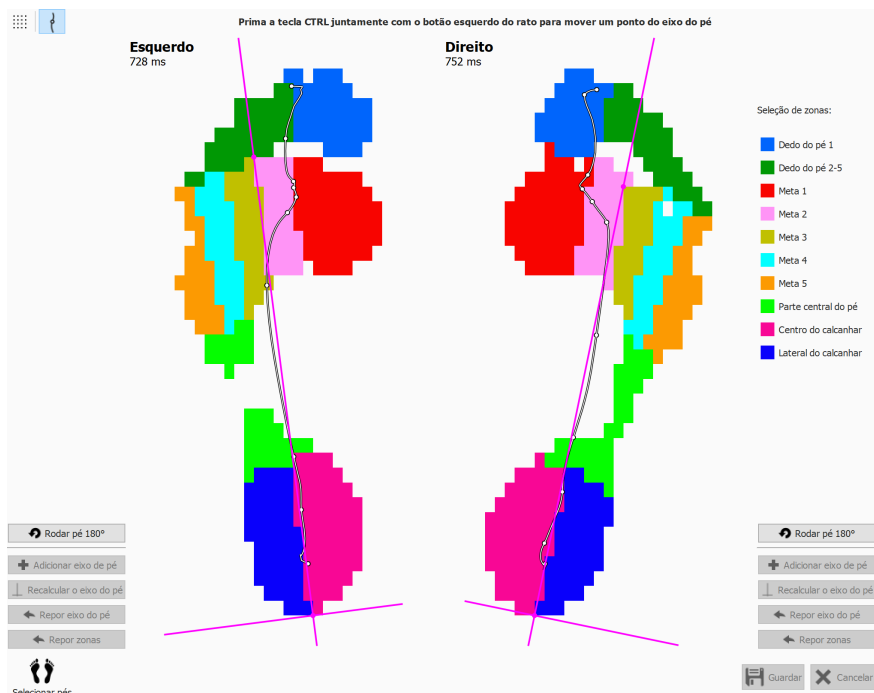 Prima a tecla CTRL juntamente com o botão esquerdo do rato para mover um ponto do eixo do pé
Esquerdo
728 ms
Direito
752 ms
Seleção de zonas:
Dedo do pé 1
Dedo do pé 2-5
Meta 1
Meta 2
Meta 3
Meta 4
Meta 5
Parte central do pé
Centro do calcanhar
Lateral do calcanhar
Rodar pé 180°
Adicionar eixo de pé
Recalcular o eixo do pé
Repor eixo do pé
Repor zonas
Selecionar pés
Rodar pé 180°
Adicionar eixo de pé
Recalcular o eixo do pé
Repor eixo do pé
Repor zonas
Guardar
Cancelar